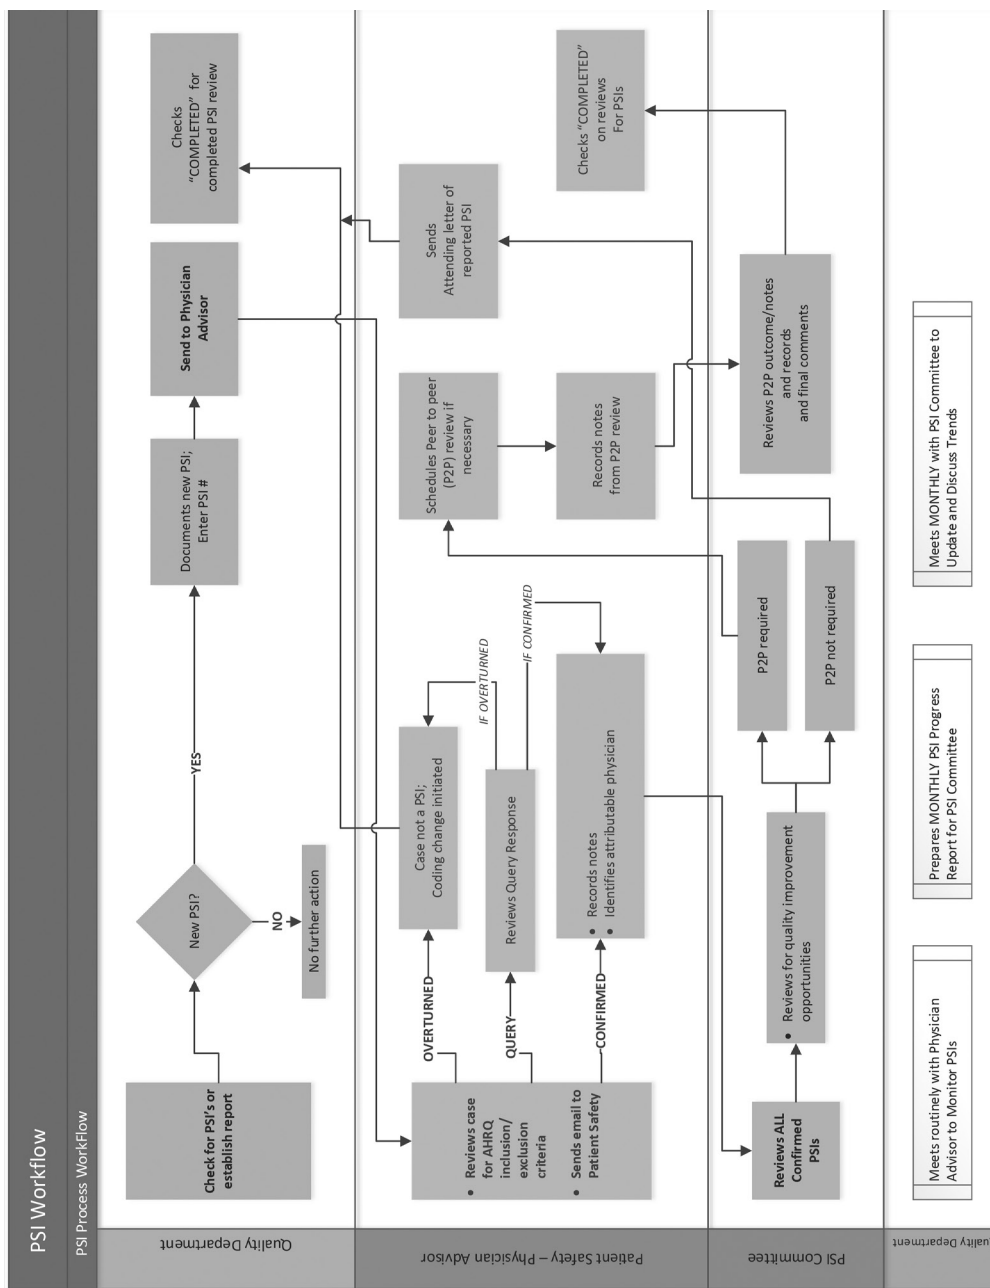 PSI Workflow
PSI Process WorkFlow
Quality Department
Check for PSI's or
establish report
New PSI?
YES
NO
No further action
Documents new PSI;
Enter PSI #
Send to Physician
Advisor
Checks
“COMPLETED” for
completed PSI review
Patient Safety – Physician Advisor
• Reviews case
for AHRQ
inclusion/
exclusion
criteria
• Sends email to
Patient Safety
OVERTURNED
QUERY
CONFIRMED
Case not a PSI;
Coding change initiated
Reviews Query Response
IF OVERTURNED
IF CONFIRMED
• Records notes
• Identifies attributable physician
Schedules Peer to peer
(P2P) review if
necessary
Records notes
from P2P review
Sends
Attending letter of
reported PSI
Checks “COMPLETED”
on reviews
For PSIs
PSI Committee
Reviews ALL
Confirmed
PSIs
• Reviews for quality improvement
opportunities
P2P required
P2P not required
Reviews P2P outcome/notes
and records
and final comments
uality Department
Meets routinely with Physician
Advisor to Monitor PSIs
Prepares MONTHLY PSI Progress
Report for PSI Committee
Meets MONTHLY with PSI Committee to
Update and Discuss Trends